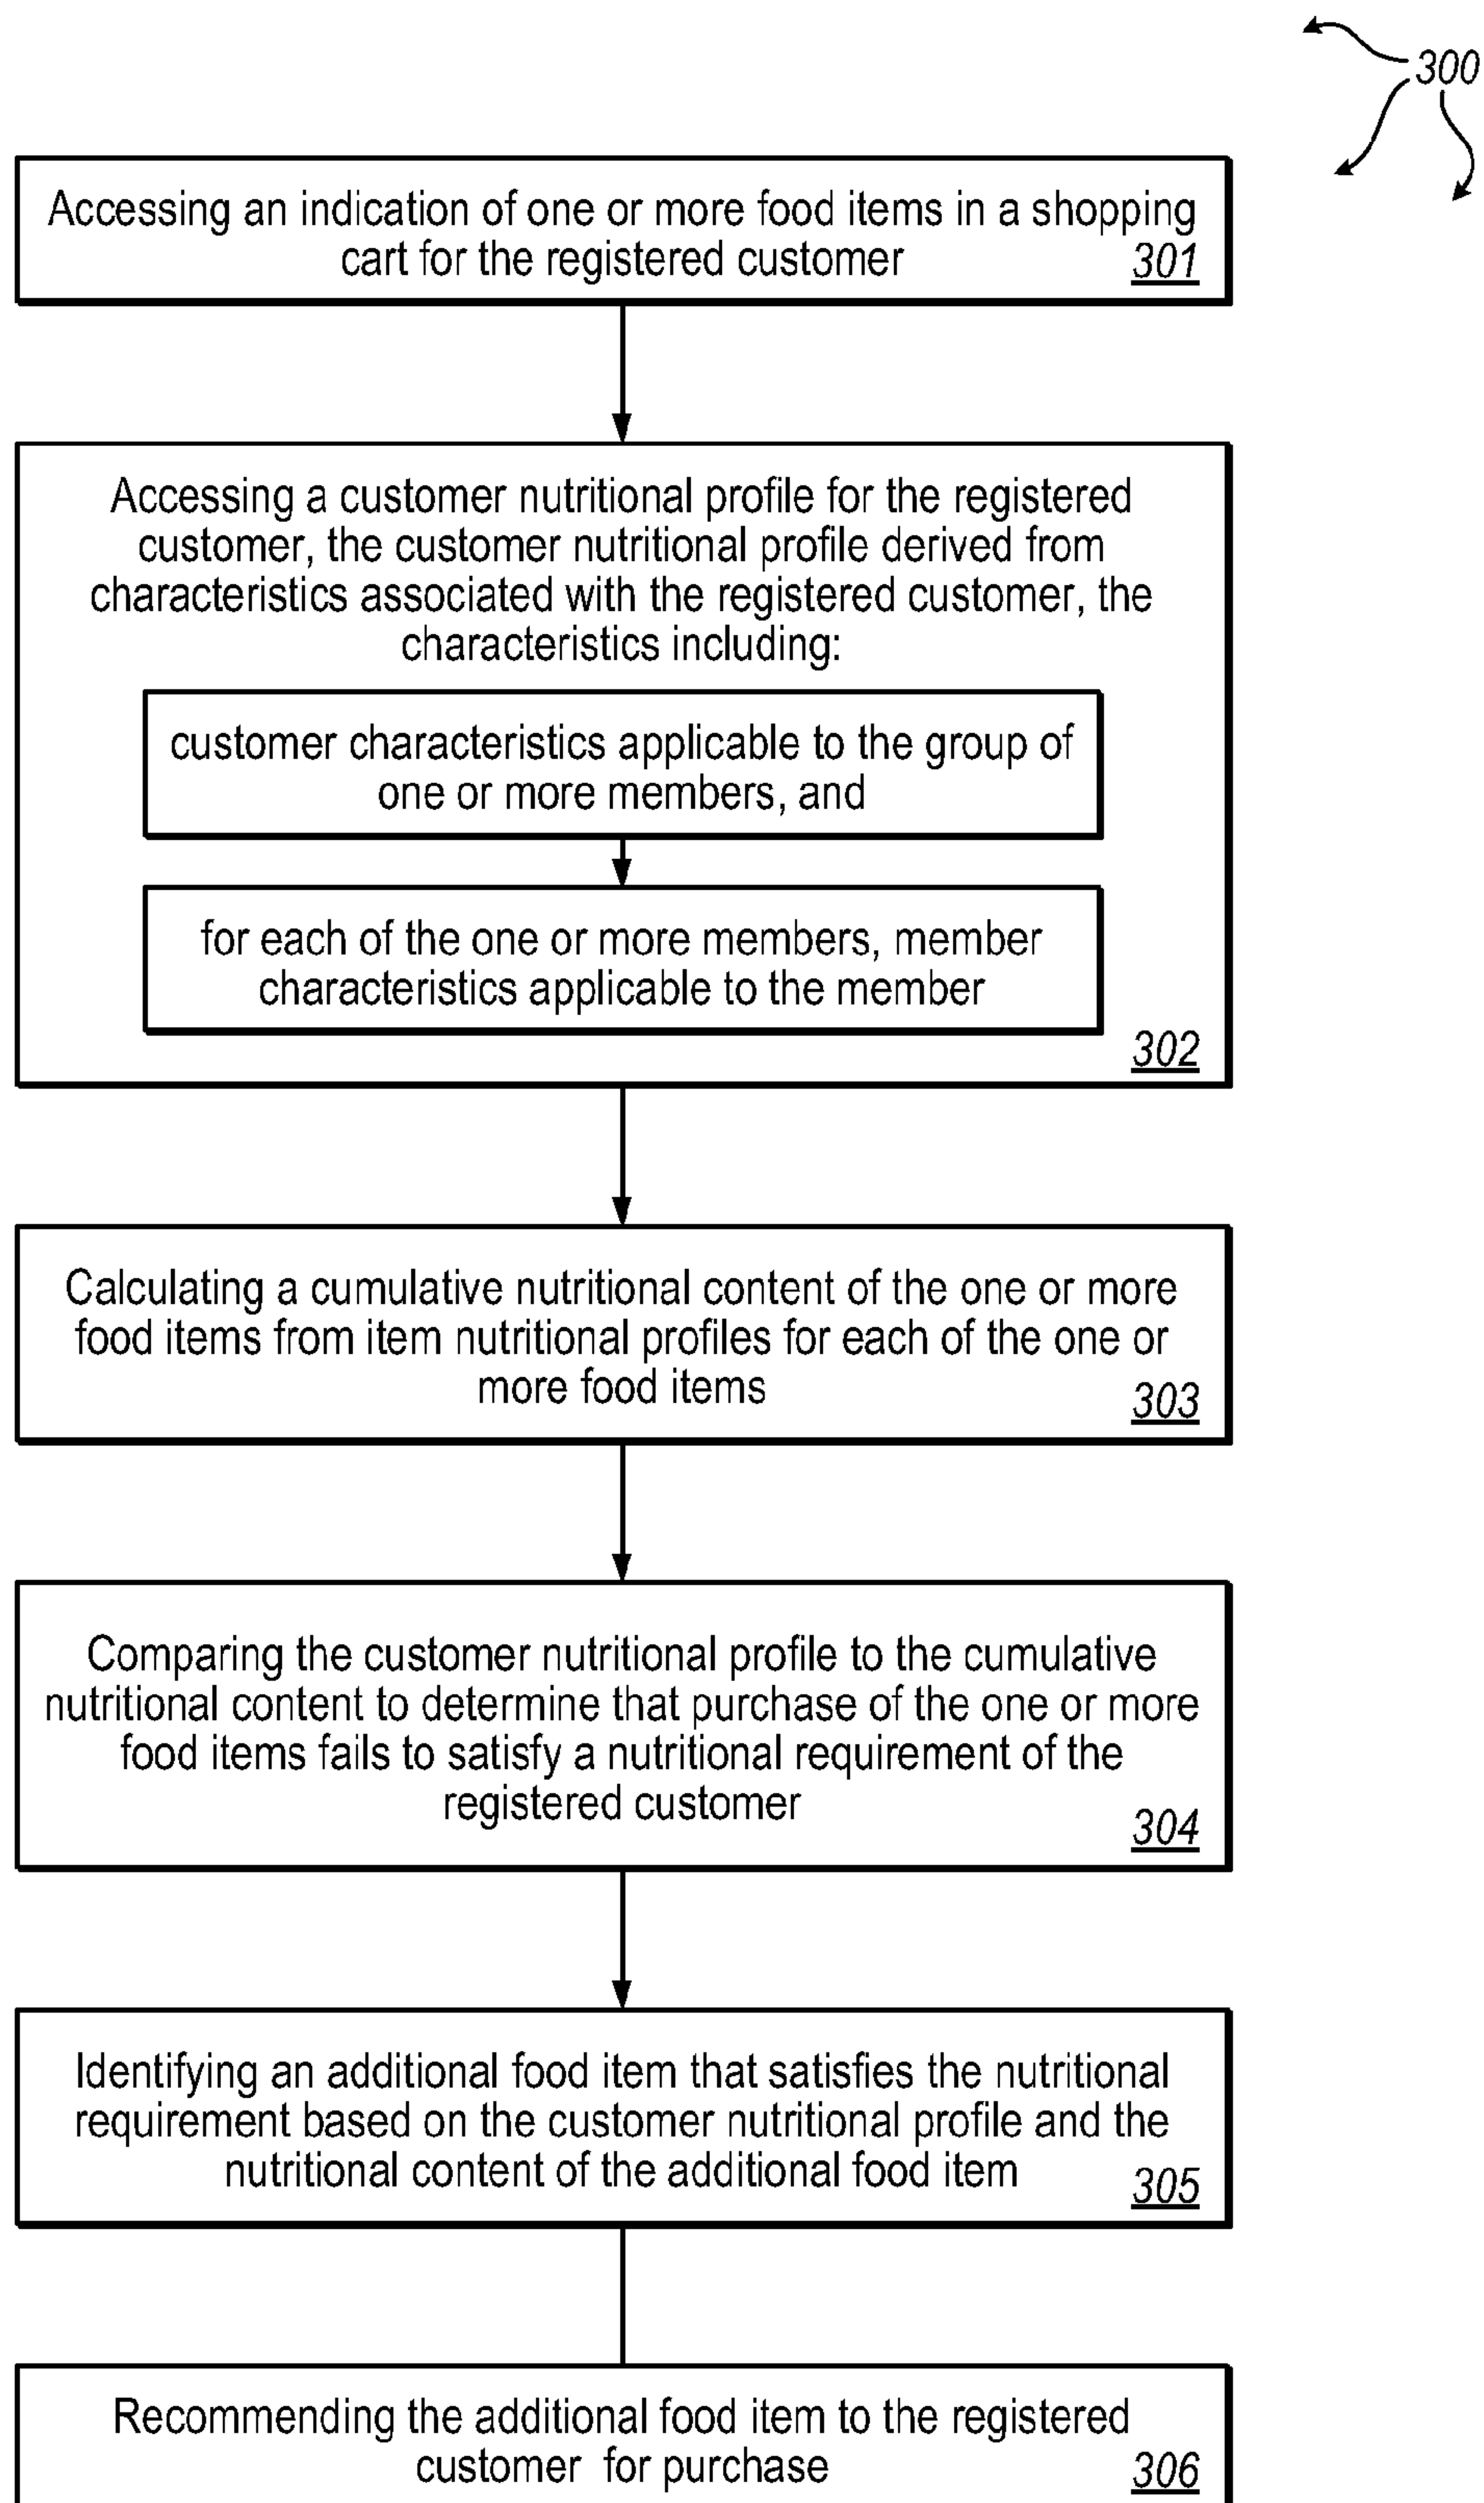 300
Accessing an indication of one or more food items in a shopping
cart for the registered customer
301
Accessing a customer nutritional profile for the registered
customer, the customer nutritional profile derived from
characteristics associated with the registered customer, the
characteristics including:
customer characteristics applicable to the group of
one or more members, and
for each of the one or more members, member
characteristics applicable to the member
302
Calculating a cumulative nutritional content of the one or more
food items from item nutritional profiles for each of the one or
more food items
303
Comparing the customer nutritional profile to the cumulative
nutritional content to determine that purchase of the one or more
food items fails to satisfy a nutritional requirement of the
registered customer
304
Identifying an additional food item that satisfies the nutritional
requirement based on the customer nutritional profile and the
nutritional content of the additional food item
305
Recommending the additional food item to the registered
customer for purchase
306